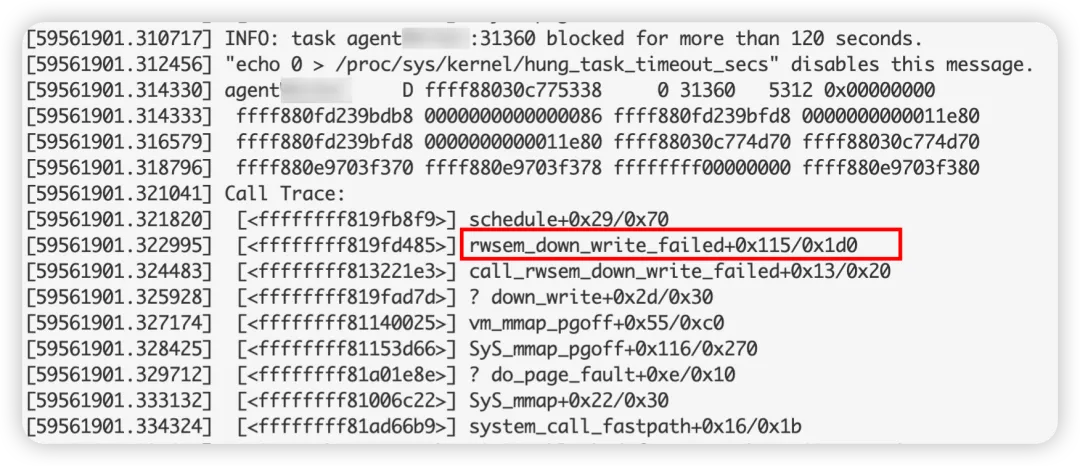 [59561901.310717] INFO: task agent :31360 blocked for more than 120 seconds.
[59561901.312456] "echo 0 > /proc/sys/kernel/hung_task_timeout_secs" disables this message.
[59561901.314330] agent D ffff88030c775338 0 31360 5312 0x00000000
[59561901.314333] ffff880fd239bdb8 0000000000000086 ffff880fd239bfd8 0000000000011e80
[59561901.316579] ffff880fd239bfd8 0000000000011e80 ffff88030c774d70 ffff88030c774d70
[59561901.318796] ffff880e9703f370 ffff880e9703f378 ffffffff00000000 ffff880e9703f380
[59561901.321041] Call Trace:
[59561901.321820] [<ffffffff819fb8f9>] schedule+0x29/0x70
[59561901.322995] [<ffffffff819fd485>] rwsem_down_write_failed+0x115/0x1d0
[59561901.324483] [<ffffffff813221e3>] call_rwsem_down_write_failed+0x13/0x20
[59561901.325928] [<ffffffff819fad7d>] ? down_write+0x2d/0x30
[59561901.327174] [<ffffffff81140025>] vm_mmap_pgoff+0x55/0xc0
[59561901.328425] [<ffffffff81153d66>] SyS_mmap_pgoff+0x116/0x270
[59561901.329712] [<ffffffff81a01e8e>] ? do_page_fault+0xe/0x10
[59561901.333132] [<ffffffff81006c22>] SyS_mmap+0x22/0x30
[59561901.334324] [<ffffffff81ad66b9>] system_call_fastpath+0x16/0x1b